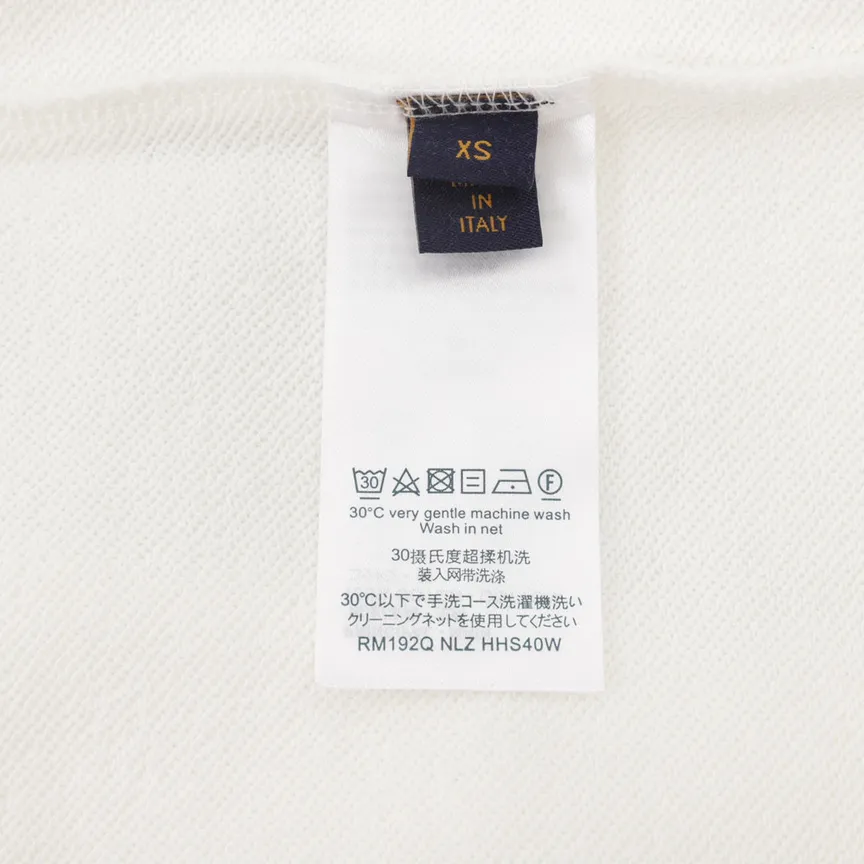 XS
IN
ITALY
30
F
30°C very gentle machine wash
Wash in net
30摄氏度超揉机洗
装入网带洗涤
30℃以下で手洗コース洗濯機洗い
クリーニングネットを使用してください
RM192Q NLZ HHS40W